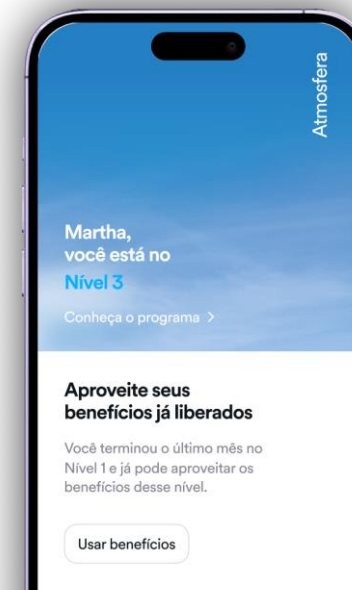 Atmosfera
Martha,
você está no
Nível 3
Conheça o programa >
Aproveite seus
benefícios já liberados
Você terminou o último mês no
Nível 1 e já pode aproveitar os
benefícios desse nível.
Usar benefícios